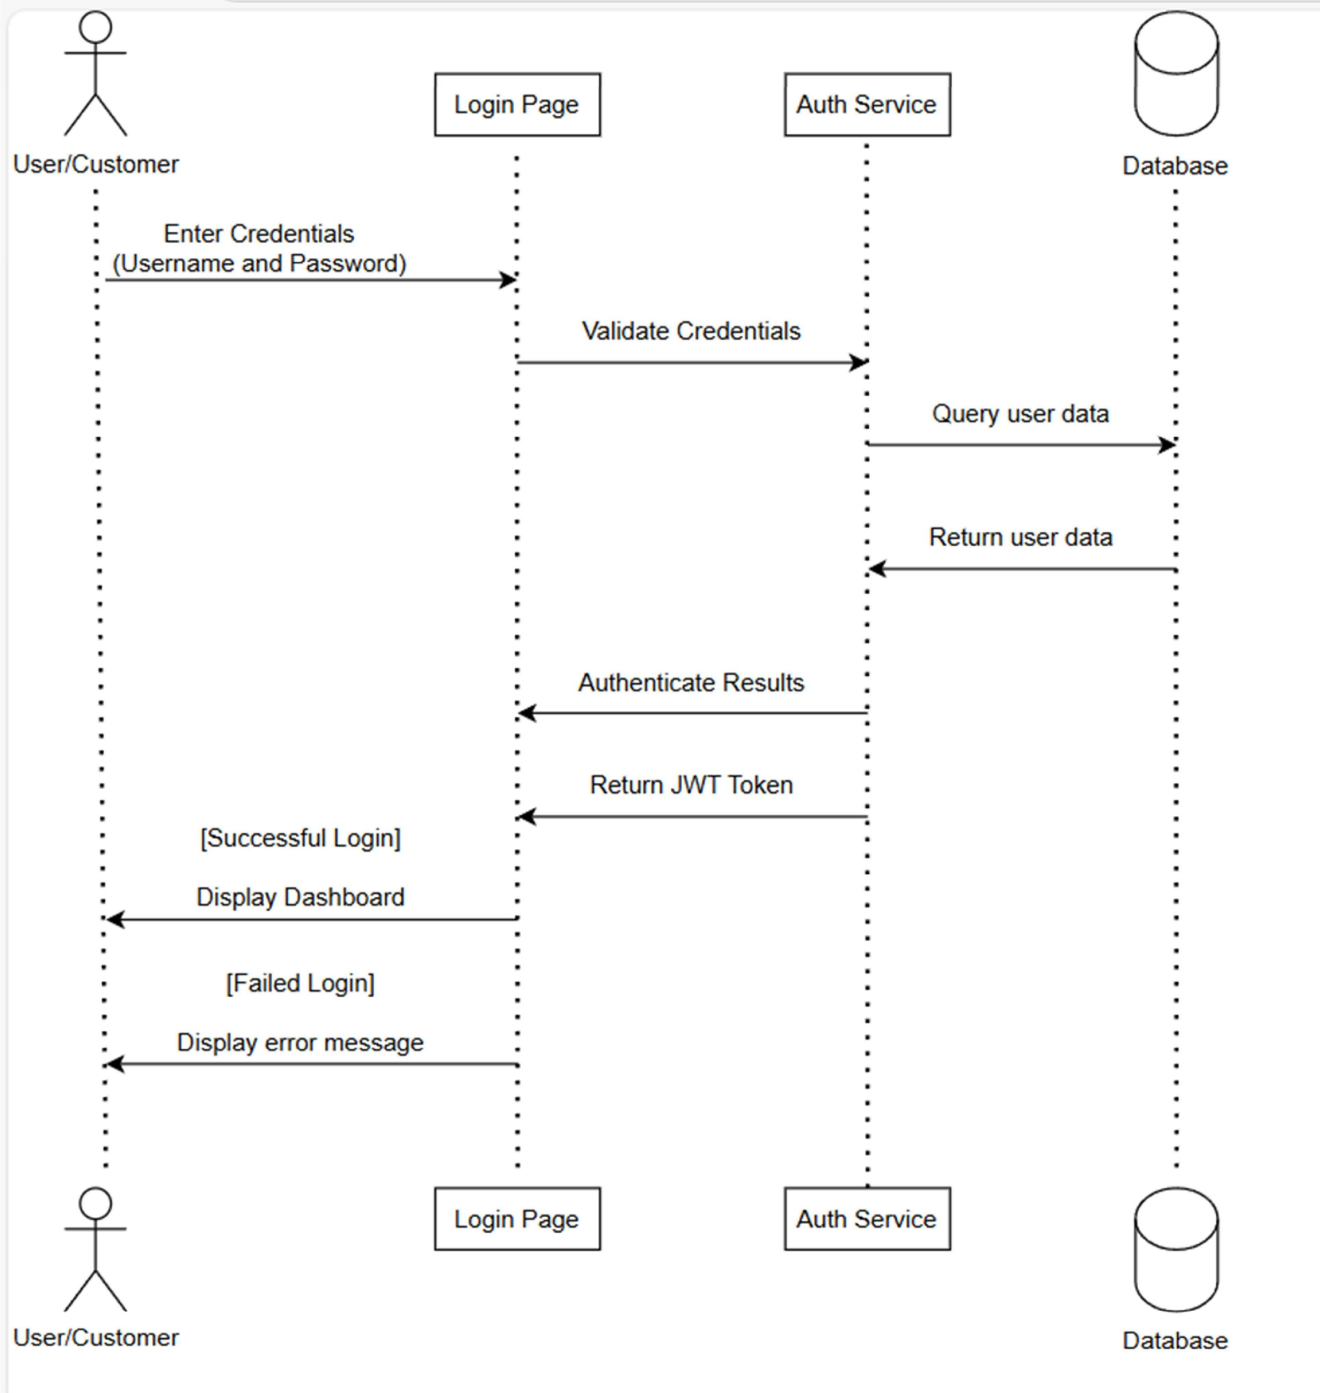 User/Customer
Login Page
Auth Service
Database
Enter Credentials
(Username and Password)
Validate Credentials
Query user data
Return user data
Authenticate Results
Return JWT Token
[Successful Login]
Display Dashboard
[Failed Login]
Display error message
Login Page
Auth Service
User/Customer
Database